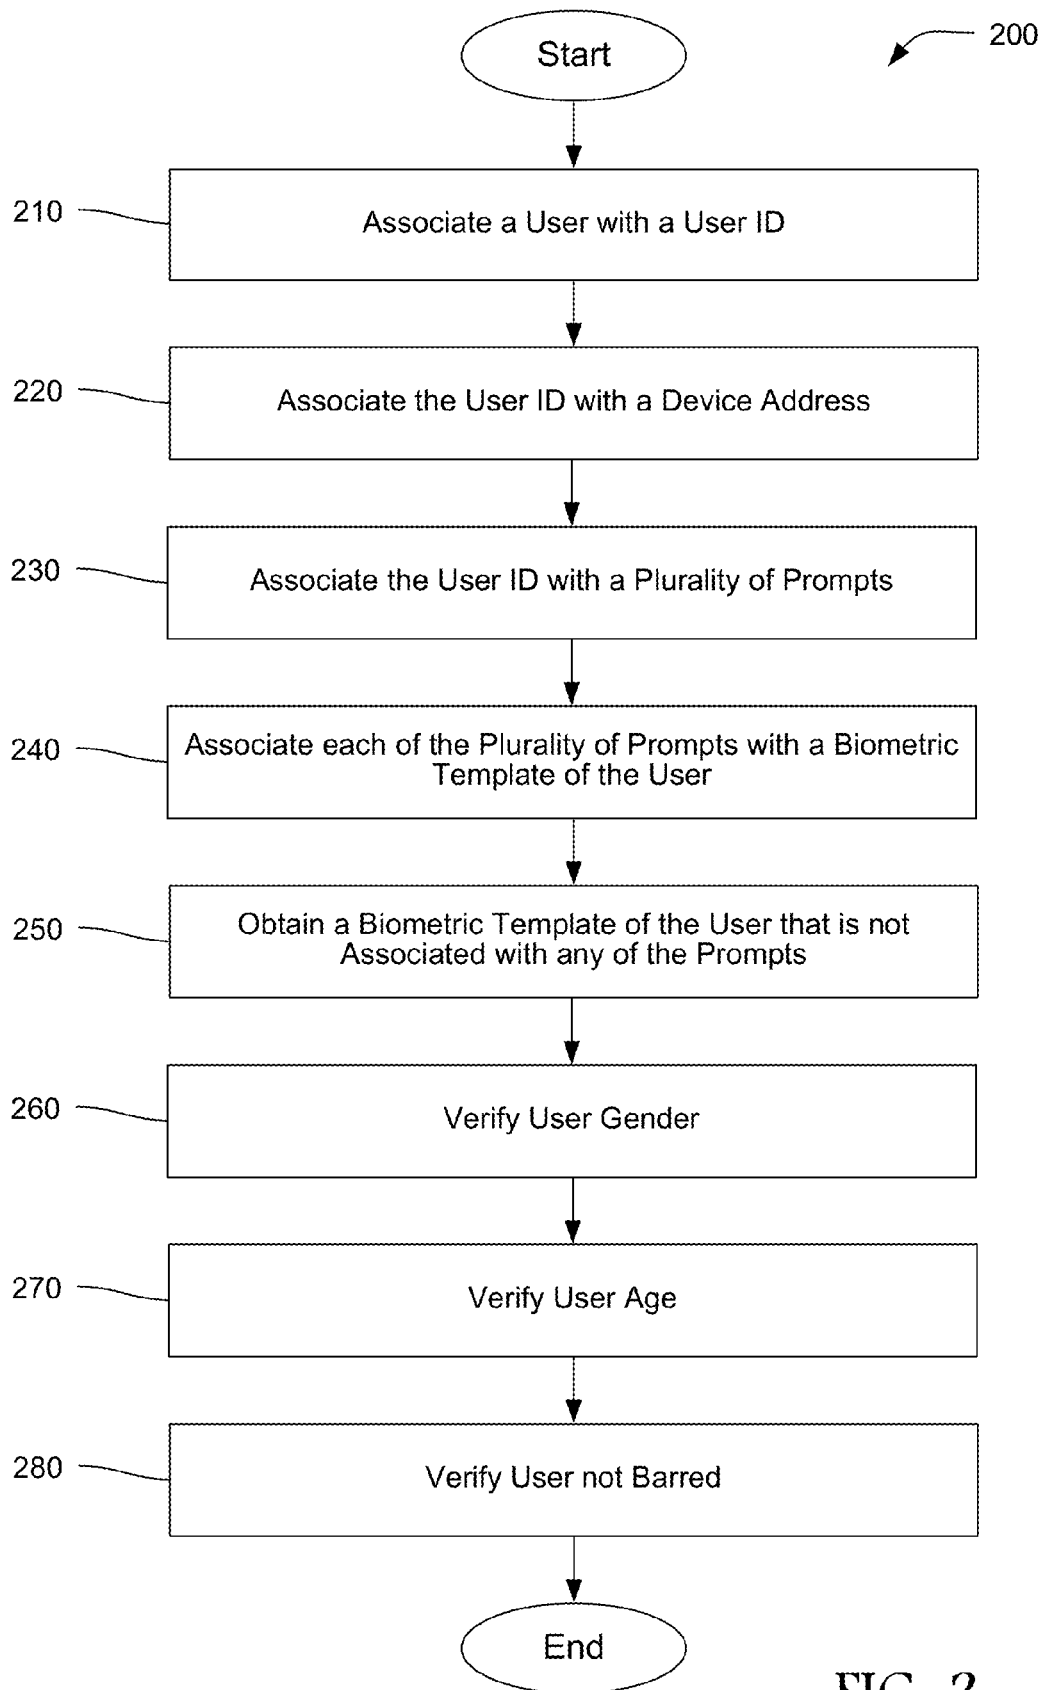 Start
200
210
Associate a User with a User ID
220
Associate the User ID with a Device Address
230
Associate the User ID with a Plurality of Prompts
240
Associate each of the Plurality of Prompts with a Biometric
Template of the User
250
Obtain a Biometric Template of the User that is not
Associated with any of the Prompts
260
Verify User Gender
270
Verify User Age
280
Verify User not Barred
End
FIG.